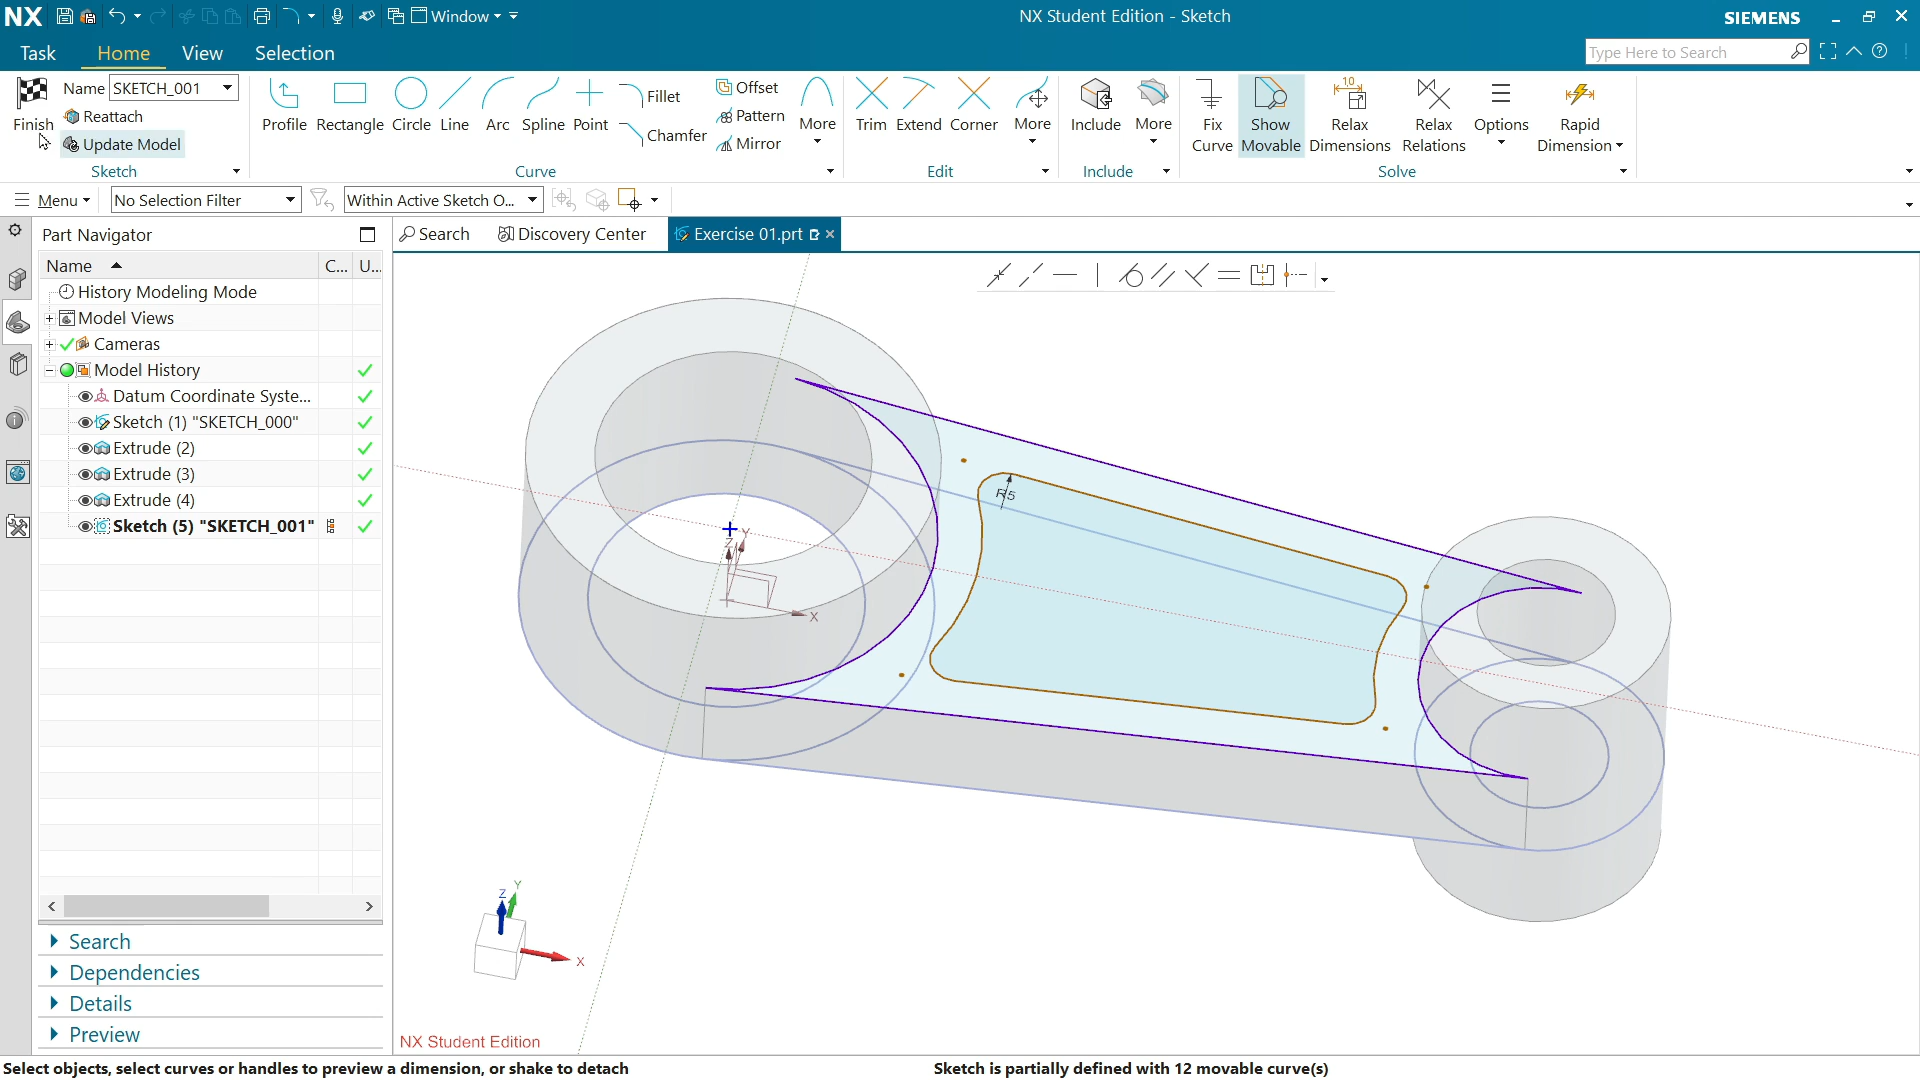 NX
Window
NX Student Edition - Sketch
SIEMENS
Task
Home
View
Selection
Type Here to Search
Finish
Name
SKETCH_001
Reattach
Update Model
Profile
Rectangle
Circle
Line
Arc
Spline
Point
Fillet
Chamfer
Offset
Pattern
Mirror
More
Trim
Extend
Corner
More
Include
More
Fix
Curve
Show
Movable
Relax
Dimensions
Relax
Relations
Options
Rapid
Dimension
Sketch
Curve
Edit
Include
Solve
Menu
No Selection Filter
Within Active Sketch O...
Part Navigator
Search
Discovery Center
Exercise 01.prt
Name
C...
U...
History Modeling Mode
Model Views
Cameras
Model History
Datum Coordinate Syste...
Sketch (1) "SKETCH_000"
Extrude (2)
Extrude (3)
Extrude (4)
Sketch (5) "SKETCH_001"
R5
Y
Z
X
Z
Y
X
Search
Dependencies
Details
Preview
NX Student Edition
Select objects, select curves or handles to preview a dimension, or shake to detach
Sketch is partially defined with 12 movable curve(s)